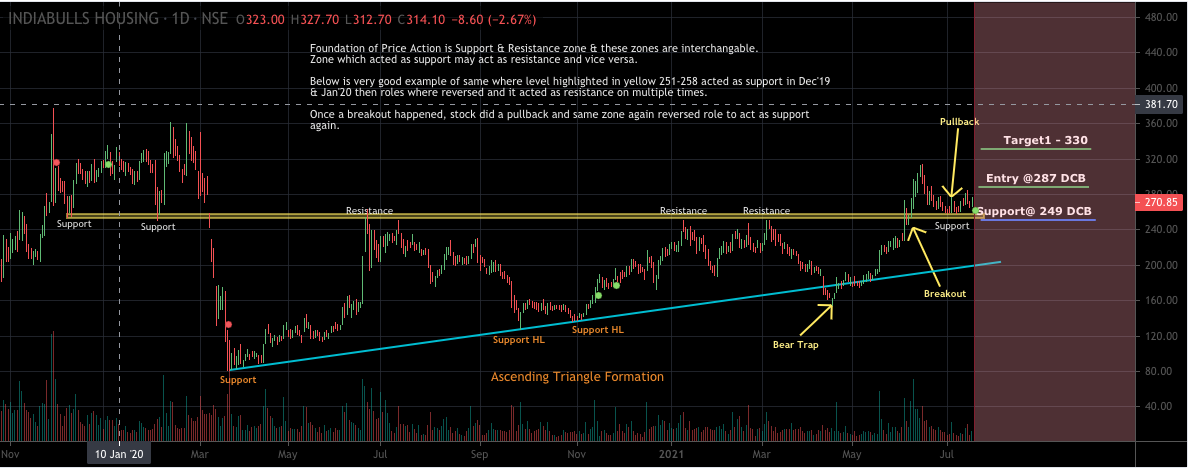 INDIABULLS HOUSING · 1D · NSE O323.00 H327.70 L312.70 C314.10 −8.60 (−2.67%)
Foundation of Price Action is Support & Resistance zone & these zones are interchangable.
Zone which acted as support may act as resistance and vice versa.
Below is very good example of same where level highlighted in yellow 251-258 acted as support in Dec'19
& Jan'20 then roles where reversed and it acted as resistance on multiple times.
Once a breakout happened, stock did a pullback and same zone again reversed role to act as support
again.
480.00
440.00
400.00
381.70
360.00
320.00
280.00
270.85
240.00
200.00
160.00
120.00
80.00
40.00
Pullback
Target1 - 330
Entry @287 DCB
Support@ 249 DCB
Support
Support
Resistance
Resistance
Resistance
Support
Breakout
Support HL
Support HL
Bear Trap
Support
Ascending Triangle Formation
Nov
10 Jan '20
Mar
May
Jul
Sep
Nov
2021
Mar
May
Jul